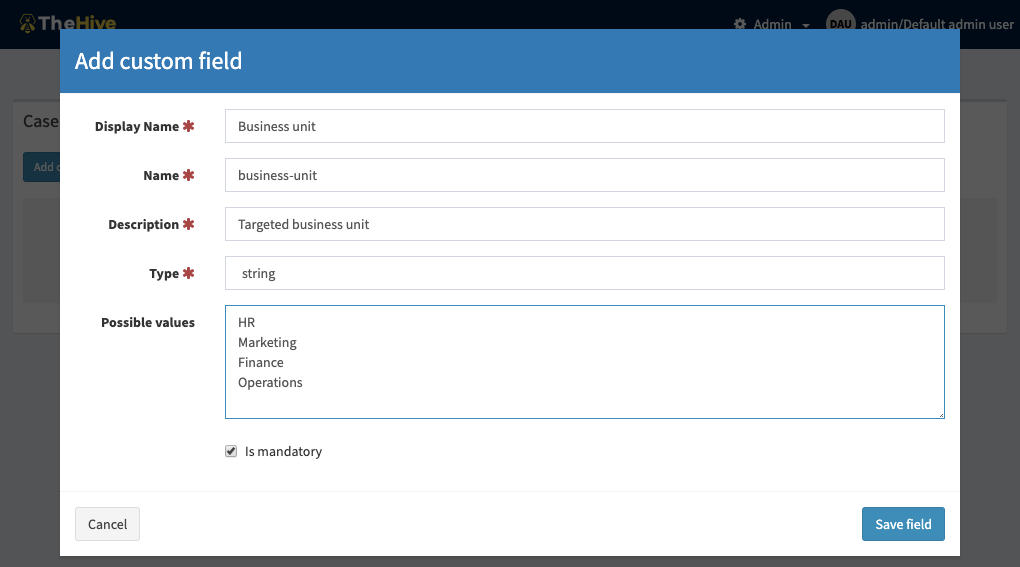 TheHive
Admin
DAU admin/Default admin user
Add custom field
Case
Add c
Display Name ✱
Business unit
Name ✱
business-unit
Description ✱
Targeted business unit
Type ✱
string
Possible values
HR
Marketing
Finance
Operations
Is mandatory
Cancel
Save field